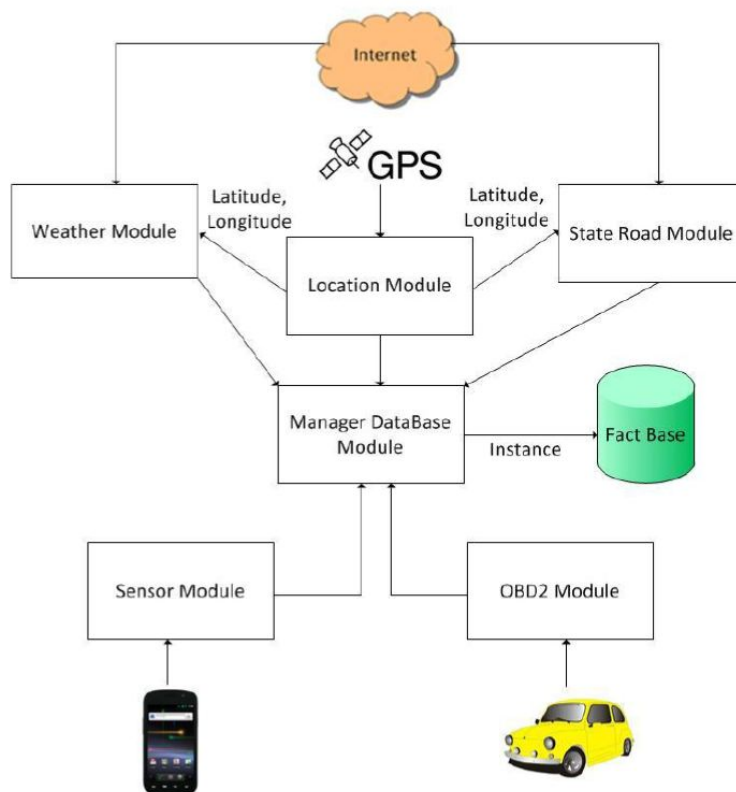 Internet
GPS
Latitude,
Longitude
Latitude,
Longitude
Weather Module
State Road Module
Location Module
Manager DataBase
Module
Instance
Fact Base
Sensor Module
OBD2 Module